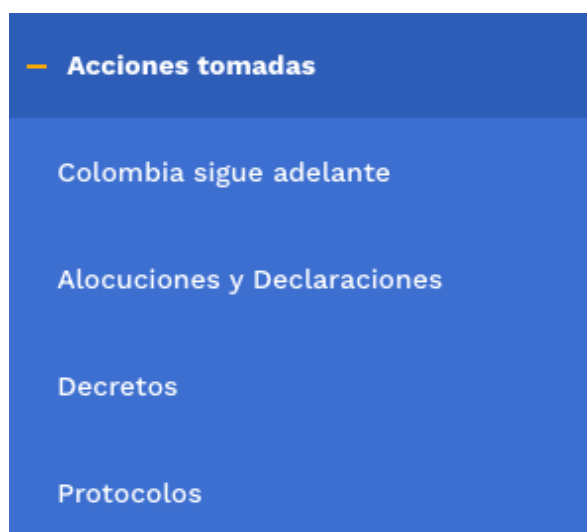 Acciones tomadas
Colombia sigue adelante
Alocuciones y Declaraciones
Decretos
Protocolos